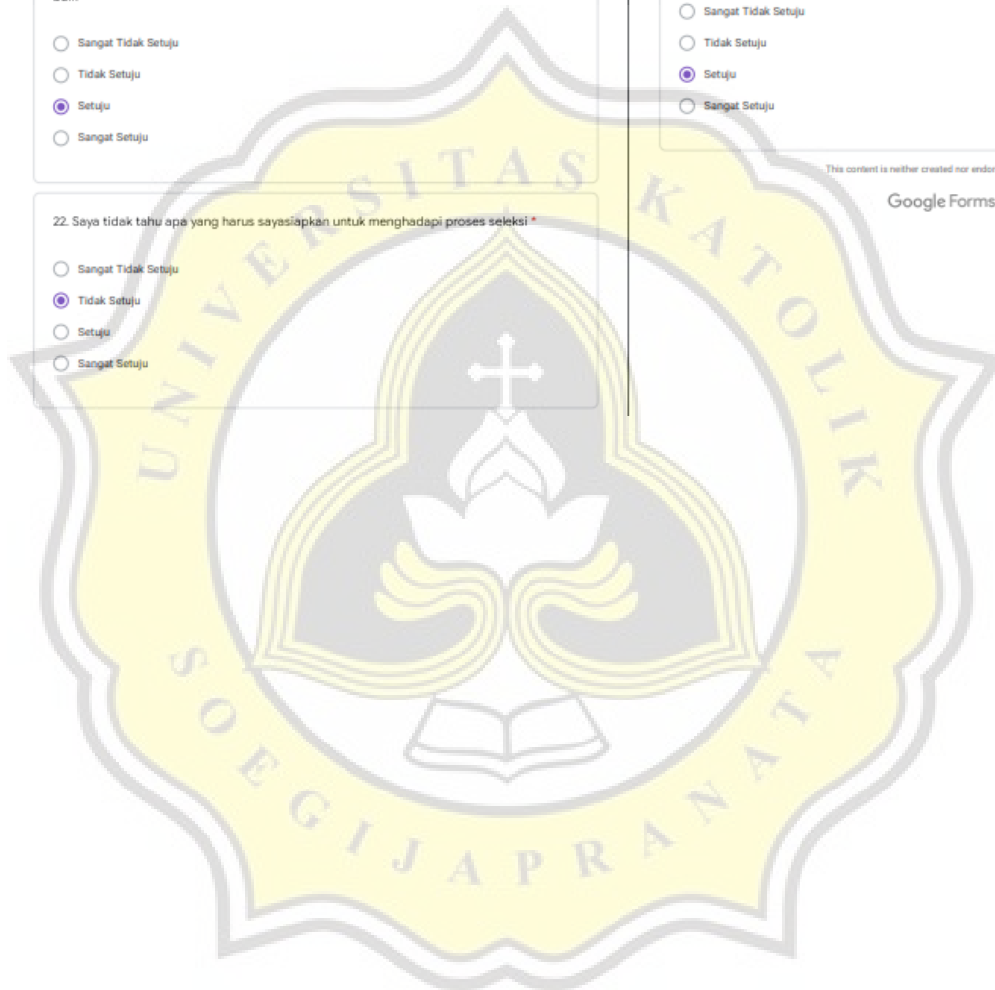 Sangat Tidak Setuju
Tidak Setuju
Setuju
Sangat Setuju
22. Saya tidak tahu apa yang harus sayasiapkan untuk menghadapi proses seleksi *
Sangat Tidak Setuju
Tidak Setuju
Setuju
Sangat Setuju
Sangat Tidak Setuju
Tidak Setuju
Setuju
Sangat Setuju
This content is neither created nor endor
Google Forms
UNIVERSITAS KATOLIK
SOEGIJAPRANATA